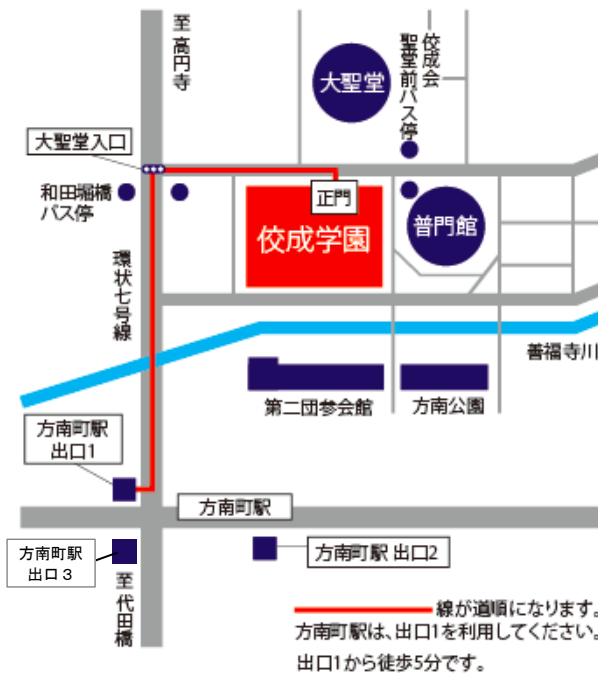 至高円寺
大聖堂
佼成会
聖堂前バス停
大聖堂入口
和田堀橋
バス停
正門
佼成学園
普門館
環状七号線
善福寺川
第二団参会館
方南公園
方南町駅
出口1
方南町駅
方南町駅
出口3
方南町駅 出口2
至代田橋
線が道順になります。
方南町駅は、出口1を利用してください。
出口1から徒歩5分です。